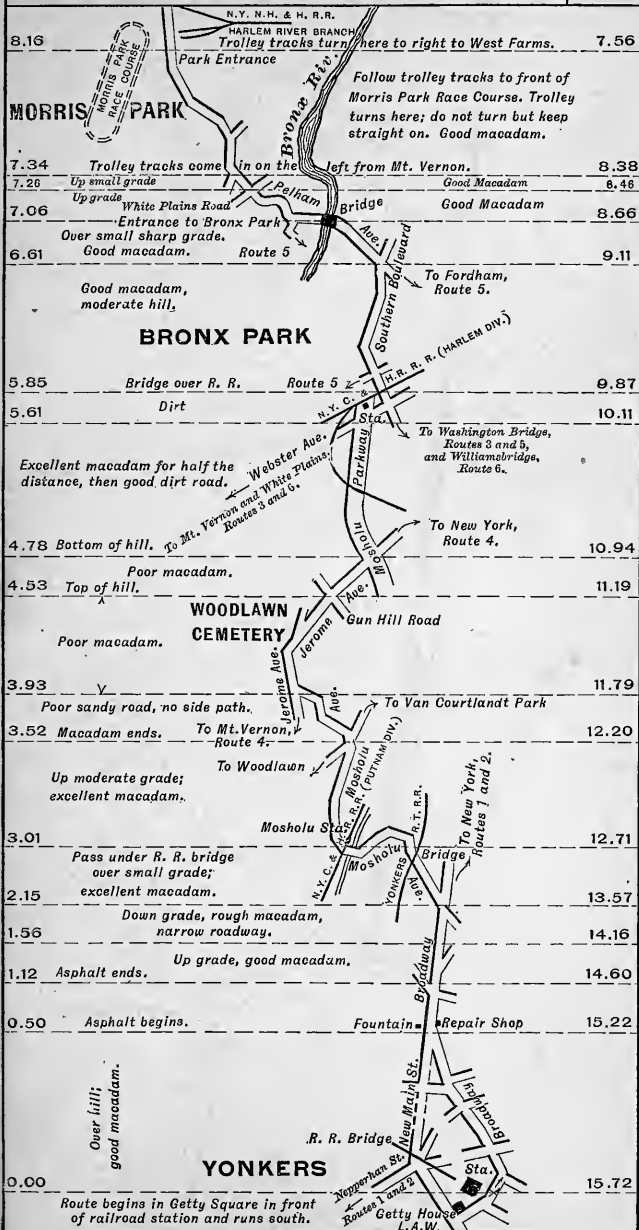 N.Y. N.H. & H. R.R.
HARLEM RIVER BRANCH
8.16 Trolley tracks turn here to right to West Farms. 7.56
Park Entrance
Bronx Riv.
MORRIS PARK
RACE COURSE
MORRIS PARK
Follow trolley tracks to front of
Morris Park Race Course. Trolley
turns here; do not turn but keep
straight on. Good macadam.
7.34 Trolley tracks come in on the left from Mt. Vernon. 8.38
7.26 Up small grade Good Macadam 8.46
Pelham
Up grade
White Plains Road
Bridge Good Macadam
7.06 Entrance to Bronx Park 8.66
Ave.
Over small sharp grade.
Good macadam. Route 5
6.61 9.11
To Fordham,
Route 5.
Good macadam,
moderate hill.
Southern Boulevard
BRONX PARK
N.Y.C. & H.R.R.R. (HARLEM DIV.)
5.85 Bridge over R. R. Route 5 9.87
Dirt
5.61 Sta. 10.11
To Washington Bridge,
Routes 3 and 5,
and Williamsbridge,
Route 6.
Webster Ave.
Parkway
Excellent macadam for half the
distance, then good dirt road.
To Mt. Vernon and White Plains,
Routes 3 and 6.
To New York,
Route 4.
Mosholu
4.78 Bottom of hill. 10.94
Poor macadam.
4.53 Top of hill. 11.19
Ave.
WOODLAWN
CEMETERY
Gun Hill Road
Jerome
Poor macadam.
Jerome Ave.
3.93 11.79
Poor sandy road, no side path.
Ave.
To Van Courtlandt Park
To Mt. Vernon,
Route 4.
3.52 Macadam ends. 12.20
To Woodlawn
Mosholu
Up moderate grade;
excellent macadam.
N.Y.C. & H.R.R.R. (PUTNAM DIV.)
R.T. R.R.
To New York,
Routes 1 and 2.
Mosholu Sta.
3.01 12.71
Mosholu
Bridge
Pass under R. R. bridge
over small grade;
excellent macadam.
YONKERS
Ave.
2.15 13.57
Down grade, rough macadam,
narrow roadway.
1.56 14.16
Up grade, good macadam.
1.12 Asphalt ends. 14.60
Broadway
0.50 Asphalt begins. Fountain Repair Shop 15.22
Over hill;
good macadam.
New Main St.
Broadway
R. R. Bridge
YONKERS
Nepperhan St.
Sta.
0.00 15.72
Routes 1 and 2
Route begins in Getty Square in front
of railroad station and runs south.
Getty House
L.A.W.